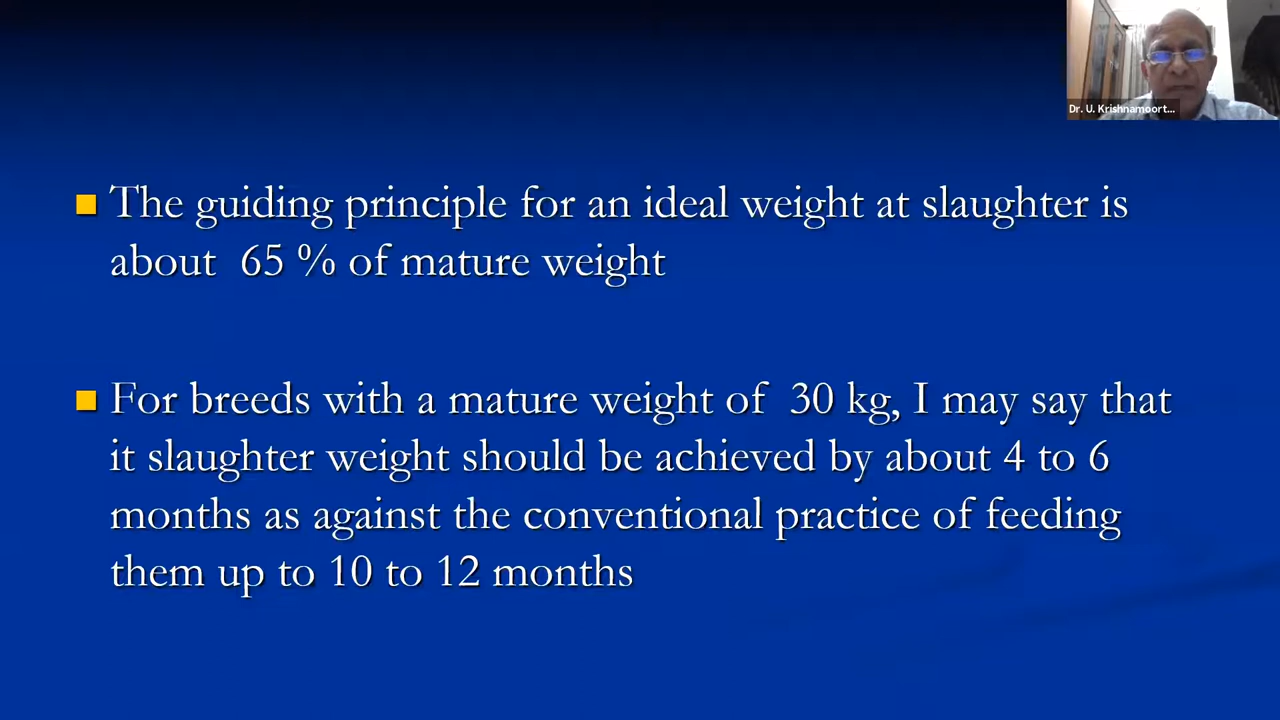 Dr. U. Krishnamoort...
The guiding principle for an ideal weight at slaughter is
about 65 % of mature weight
For breeds with a mature weight of 30 kg, I may say that
it slaughter weight should be achieved by about 4 to 6
months as against the conventional practice of feeding
them up to 10 to 12 months